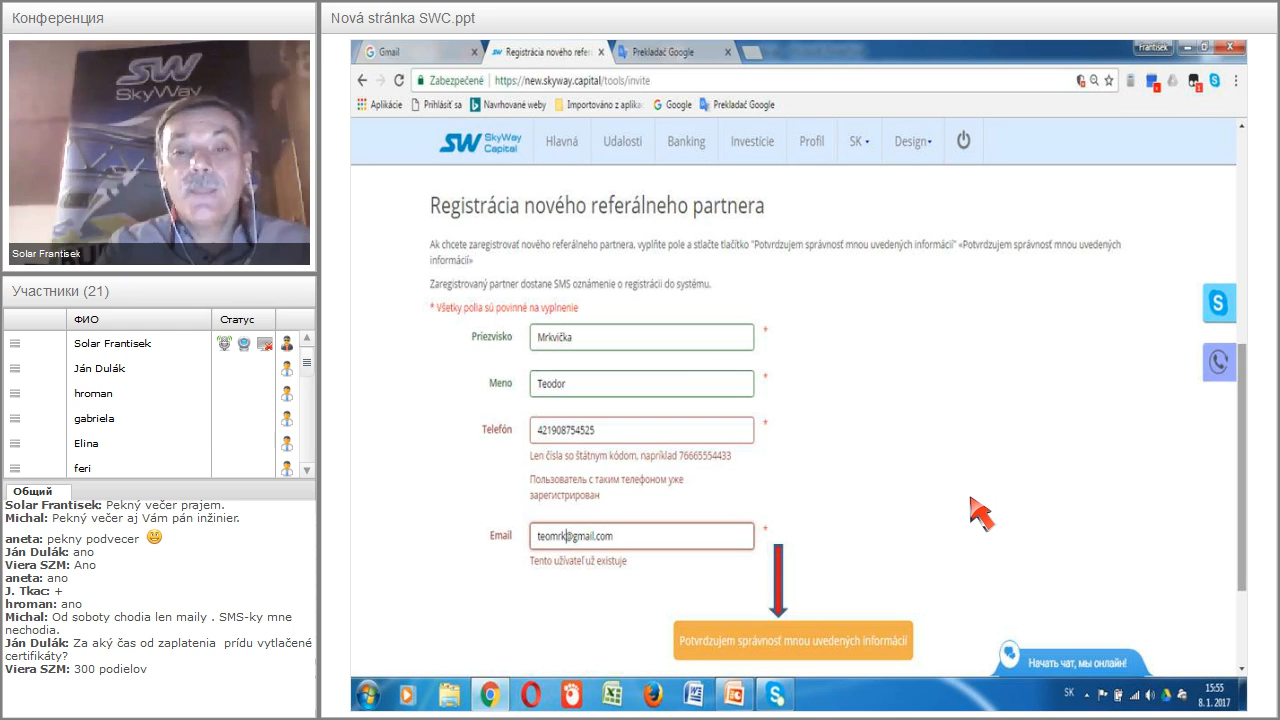 Конференция
SW
SkyWay
Solar Frantisek
Участники (21)
ФИО
Статус
Solar Frantisek
Ján Dulák
hroman
gabriela
Elina
feri
Общий
Solar Frantisek: Pekný večer prajem.
Michal: Pekný večer aj Vám pán inžinier.
aneta: pekny podvecer
Ján Dulák: ano
Viera SZM: Ano
aneta: ano
J. Tkac: +
hroman: ano
Michal: Od soboty chodia len maily . SMS-ky mne
nechodia.
Ján Dulák: Za aký čas od zaplatenia prídu vytlačené
certifikáty?
Viera SZM: 300 podielov
Nová stránka SWC.ppt
Gmail
Registrácia nového refer
Prekladač Google
František
Zabezpečené
https://new.skyway.capital/tools/invite
Aplikácie
Prihlásiť sa
Navrhované weby
Importováno z aplika
Google
Prekladač Google
SW SkyWay
Capital
Hlavná
Udalosti
Banking
Investície
Profil
SK
Design
Registrácia nového referálneho partnera
Ak chcete zaregistrovať nového referálneho partnera, vyplňte pole a stlačte tlačítko "Potvrdzujem správnosť mnou uvedených informácií" «Potvrdzujem správnosť mnou uvedených
informácií»
Zaregistrovaný partner dostane SMS oznámenie o registrácii do systému.
* Všetky polia sú povinné na vyplnenie
Priezvisko
Mrkvička
*
Meno
Teodor
*
Telefón
421908754525
*
Len čísla so štátnym kódom, napríklad 76665554433
Пользователь с таким телефоном уже
зарегистрирован
Email
teomrk@gmail.com
*
Tento užívateľ už existuje
Potvrdzujem správnosť mnou uvedených informácií
Начать чат, мы онлайн!
SK
15:55
8. 1. 2017